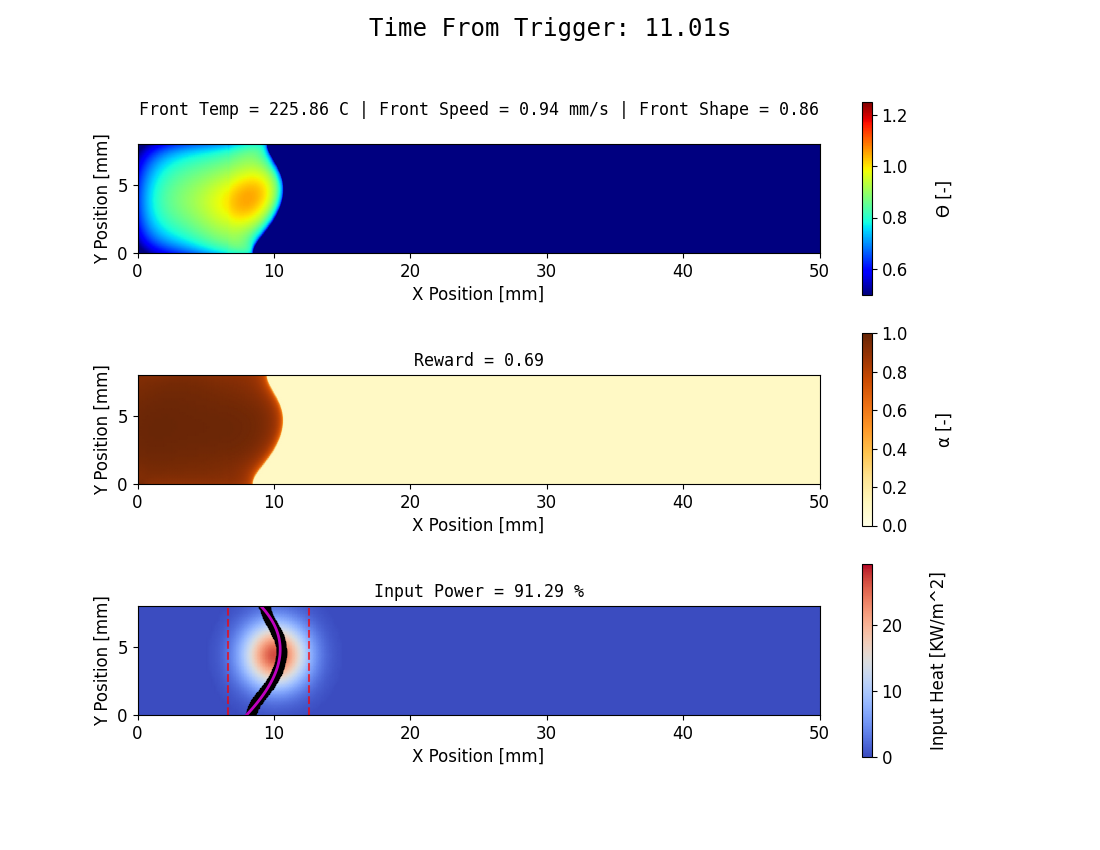 Time From Trigger: 11.01s
Front Temp = 225.86 C | Front Speed = 0.94 mm/s | Front Shape = 0.86
Y Position [mm]
5
0
0 10 20 30 40 50
X Position [mm]
1.2
1.0
0.8
0.6
Θ [-]
Reward = 0.69
Y Position [mm]
5
0
0 10 20 30 40 50
X Position [mm]
1.0
0.8
0.6
0.4
0.2
0.0
α [-]
Input Power = 91.29 %
Y Position [mm]
5
0
0 10 20 30 40 50
X Position [mm]
20
10
0
Input Heat [KW/m^2]